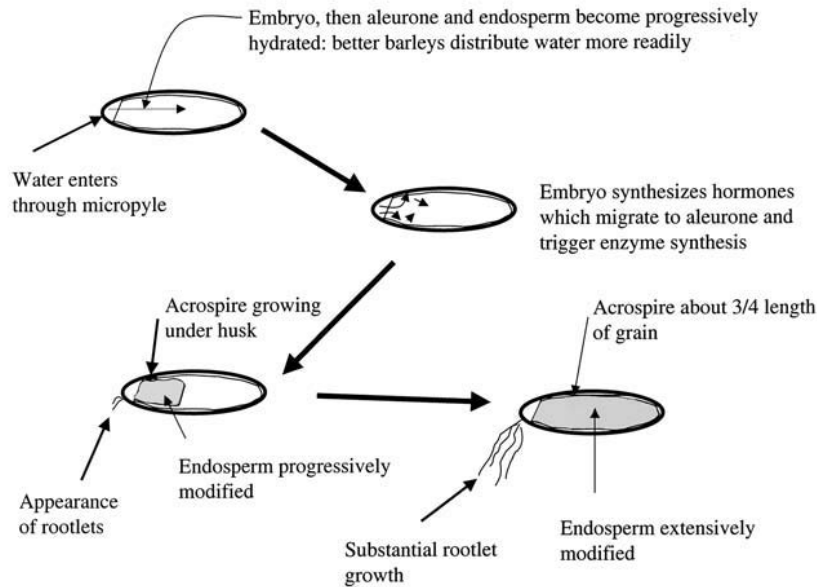 Embryo, then aleurone and endosperm become progressively
hydrated: better barleys distribute water more readily
Water enters
through micropyle
Embryo synthesizes hormones
which migrate to aleurone and
trigger enzyme synthesis
Acrospire growing
under husk
Acrospire about 3/4 length
of grain
Appearance
of rootlets
Endosperm progressively
modified
Substantial rootlet
growth
Endosperm extensively
modified